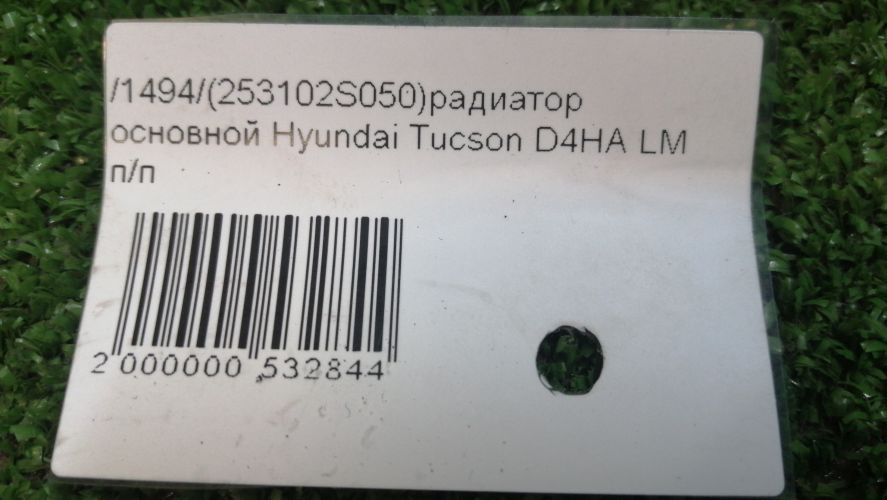 /1494/(253102S050)радиатор
основной Hyundai Tucson D4HA LM
п/п
2 000000 532844